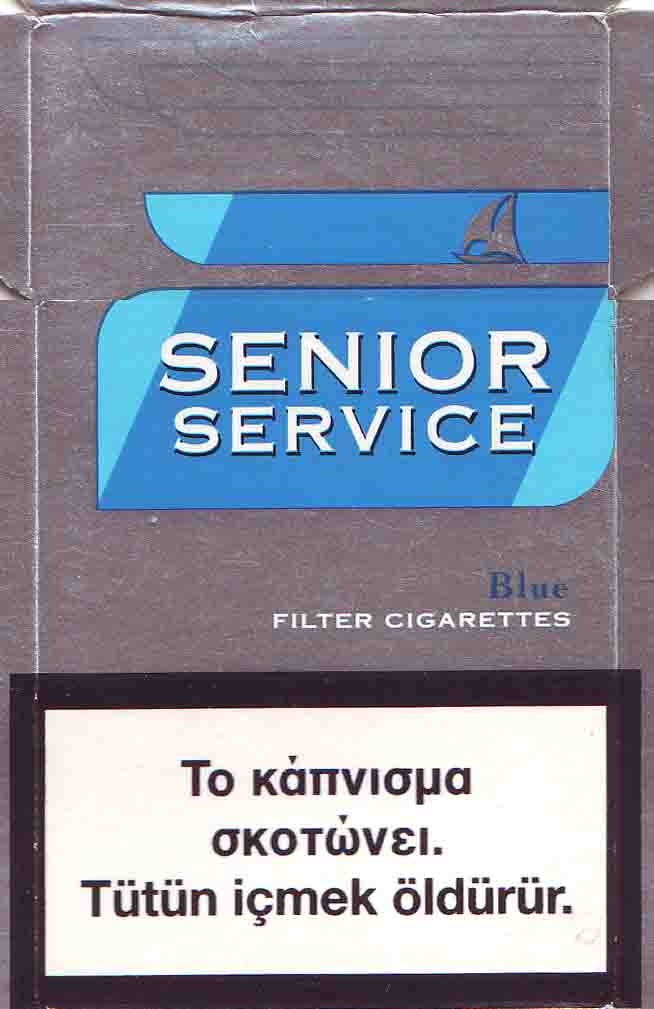 SENIOR
SERVICE
Blue
FILTER CIGARETTES
Το κάπνισμα
σκοτώνει.
Tütün içmek öldürür.